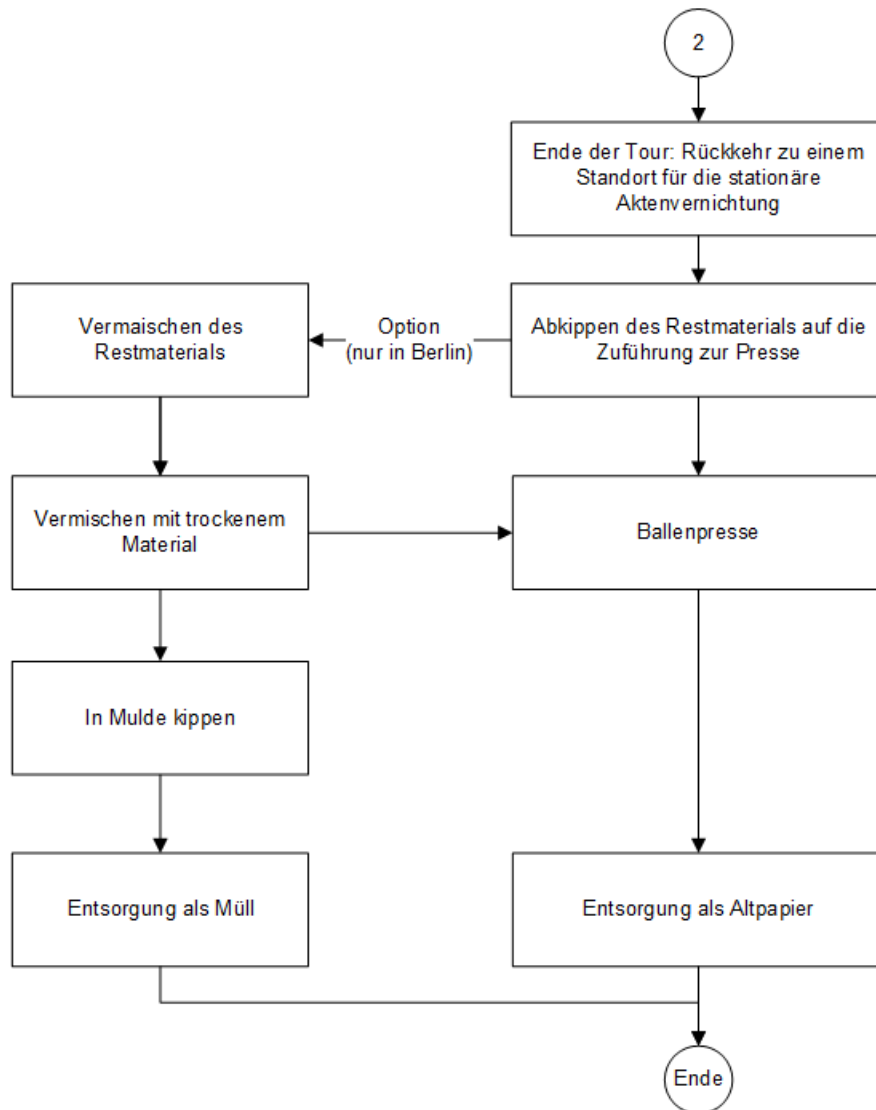 2
Ende der Tour: Rückkehr zu einem
Standort für die stationäre
Aktenvernichtung
Vermaischen des
Restmaterials
Option
(nur in Berlin)
Abkippen des Restmaterials auf die
Zuführung zur Presse
Vermischen mit trockenem
Material
Ballenpresse
In Mulde kippen
Entsorgung als Müll
Entsorgung als Altpapier
Ende